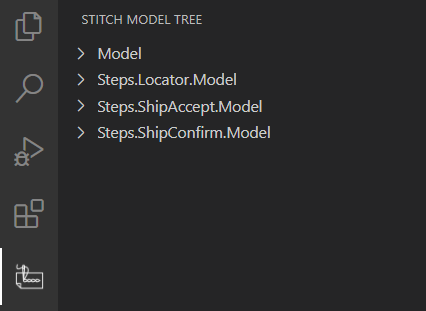 STITCH MODEL TREE
Model
Steps.Locator.Model
Steps.ShipAccept.Model
Steps.ShipConfirm.Model